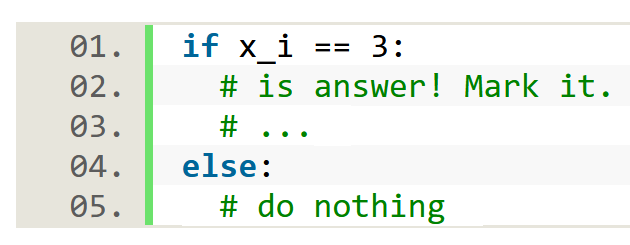 01. if x_i == 3:
02.   # is answer! Mark it.
03.   # ...
04. else:
05.   # do nothing